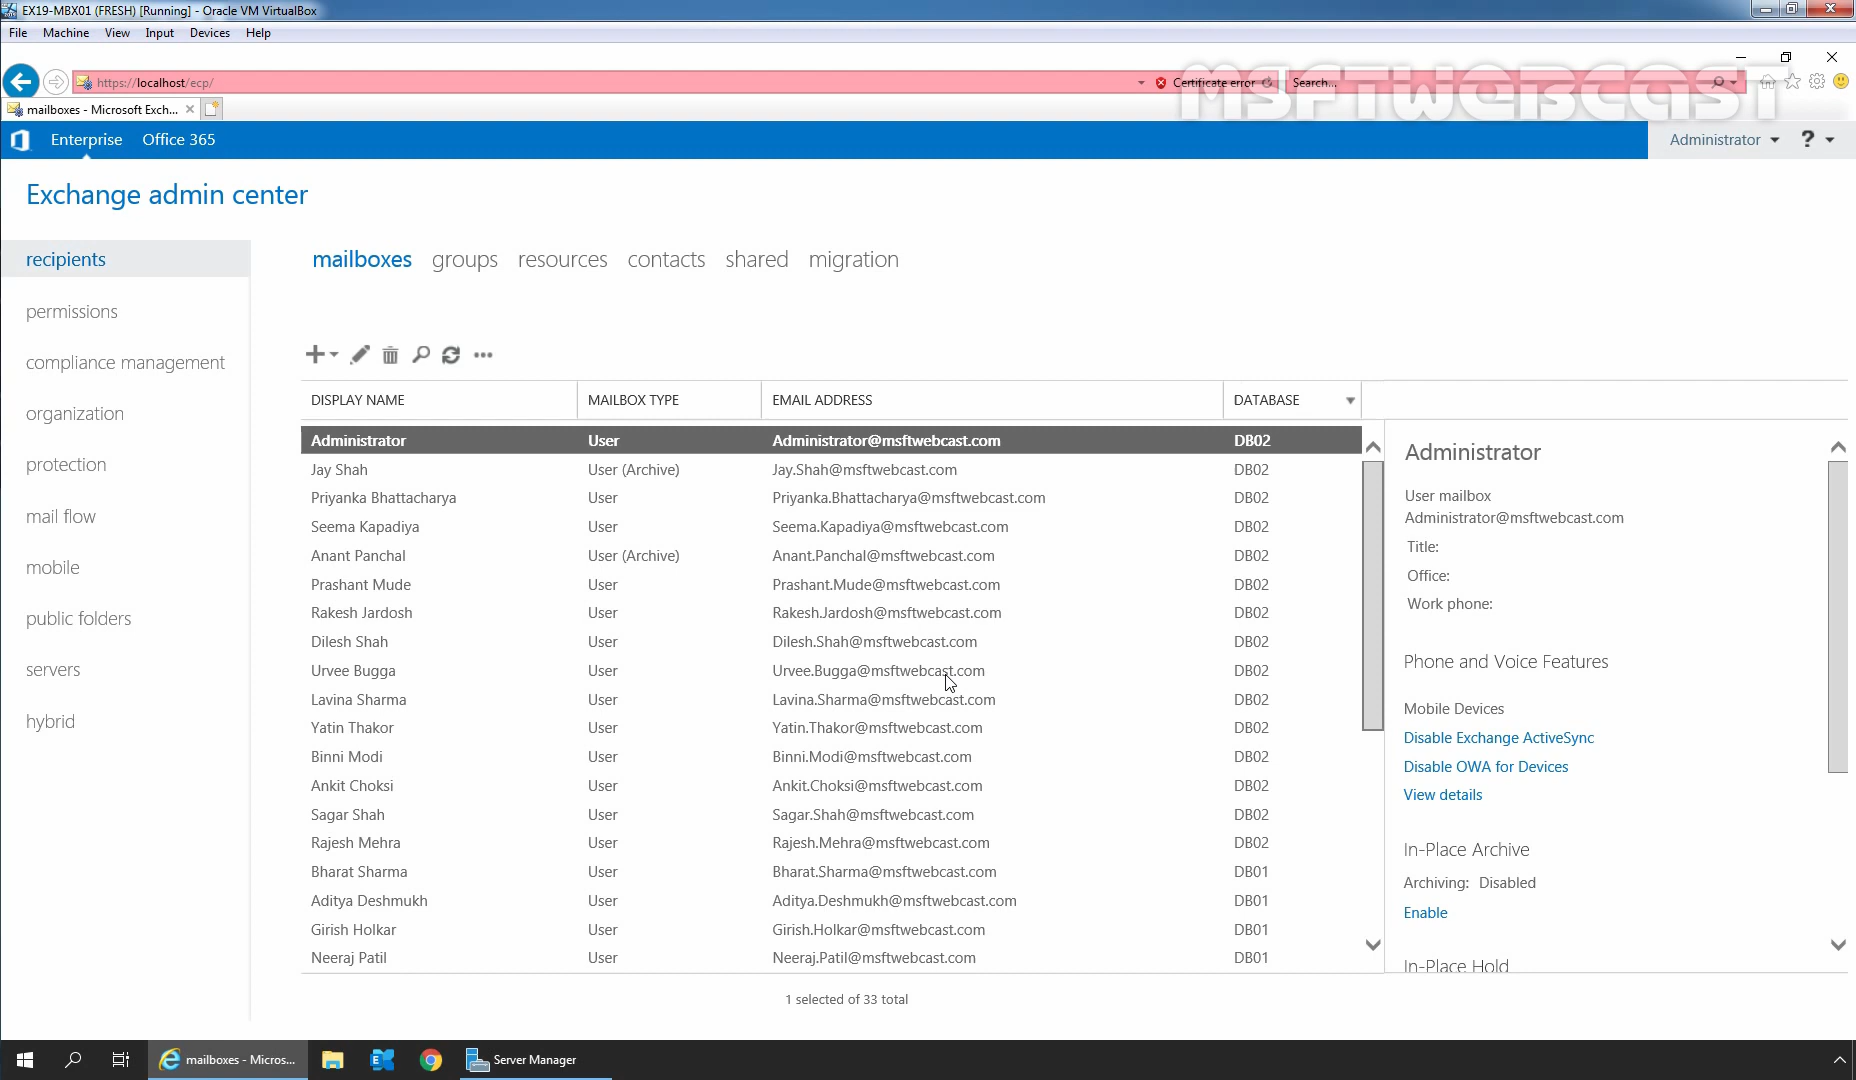 EX19-MBX01 (FRESH) [Running] - Oracle VM VirtualBox
File Machine View Input Devices Help
https://localhost/ecp/
Certificate error
Search...
MSFTWEBCAST
mailboxes - Microsoft Exch...
Enterprise Office 365
Administrator ?
Exchange admin center
recipients
permissions
compliance management
organization
protection
mail flow
mobile
public folders
servers
hybrid
mailboxes groups resources contacts shared migration
DISPLAY NAME MAILBOX TYPE EMAIL ADDRESS DATABASE
Administrator User Administrator@msftwebcast.com DB02
Jay Shah User (Archive) Jay.Shah@msftwebcast.com DB02
Priyanka Bhattacharya User Priyanka.Bhattacharya@msftwebcast.com DB02
Seema Kapadiya User Seema.Kapadiya@msftwebcast.com DB02
Anant Panchal User (Archive) Anant.Panchal@msftwebcast.com DB02
Prashant Mude User Prashant.Mude@msftwebcast.com DB02
Rakesh Jardosh User Rakesh.Jardosh@msftwebcast.com DB02
Dilesh Shah User Dilesh.Shah@msftwebcast.com DB02
Urvee Bugga User Urvee.Bugga@msftwebcast.com DB02
Lavina Sharma User Lavina.Sharma@msftwebcast.com DB02
Yatin Thakor User Yatin.Thakor@msftwebcast.com DB02
Binni Modi User Binni.Modi@msftwebcast.com DB02
Ankit Choksi User Ankit.Choksi@msftwebcast.com DB02
Sagar Shah User Sagar.Shah@msftwebcast.com DB02
Rajesh Mehra User Rajesh.Mehra@msftwebcast.com DB02
Bharat Sharma User Bharat.Sharma@msftwebcast.com DB01
Aditya Deshmukh User Aditya.Deshmukh@msftwebcast.com DB01
Girish Holkar User Girish.Holkar@msftwebcast.com DB01
Neeraj Patil User Neeraj.Patil@msftwebcast.com DB01
1 selected of 33 total
Administrator
User mailbox
Administrator@msftwebcast.com
Title:
Office:
Work phone:
Phone and Voice Features
Mobile Devices
Disable Exchange ActiveSync
Disable OWA for Devices
View details
In-Place Archive
Archiving: Disabled
Enable
In-Place Hold
mailboxes - Micros...
Server Manager